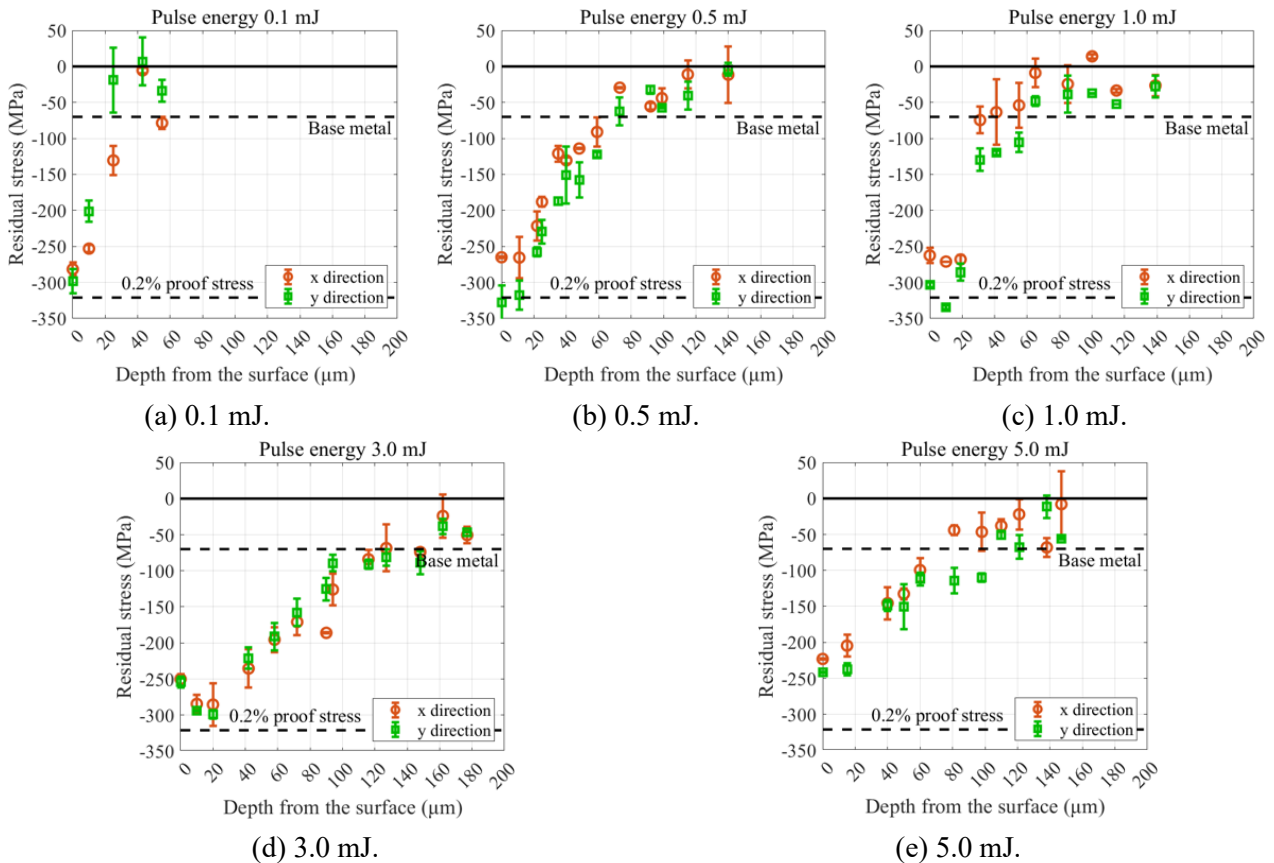 Pulse energy 0.1 mJ
50
0
-50
-100
-150
-200
-250
-300
-350
Residual stress (MPa)
Base metal
0.2% proof stress
x direction
y direction
0 20 40 60 80 100 120 140 160 180 200
Depth from the surface (μm)
(a) 0.1 mJ.
Pulse energy 0.5 mJ
50
0
-50
-100
-150
-200
-250
-300
-350
Residual stress (MPa)
Base metal
0.2% proof stress
x direction
y direction
0 20 40 60 80 100 120 140 160 180 200
Depth from the surface (μm)
(b) 0.5 mJ.
Pulse energy 1.0 mJ
50
0
-50
-100
-150
-200
-250
-300
-350
Residual stress (MPa)
Base metal
0.2% proof stress
x direction
y direction
0 20 40 60 80 100 120 140 160 180 200
Depth from the surface (μm)
(c) 1.0 mJ.
Pulse energy 3.0 mJ
50
0
-50
-100
-150
-200
-250
-300
-350
Residual stress (MPa)
Base metal
0.2% proof stress
x direction
y direction
0 20 40 60 80 100 120 140 160 180 200
Depth from the surface (μm)
(d) 3.0 mJ.
Pulse energy 5.0 mJ
50
0
-50
-100
-150
-200
-250
-300
-350
Residual stress (MPa)
Base metal
0.2% proof stress
x direction
y direction
0 20 40 60 80 100 120 140 160 180 200
Depth from the surface (μm)
(e) 5.0 mJ.